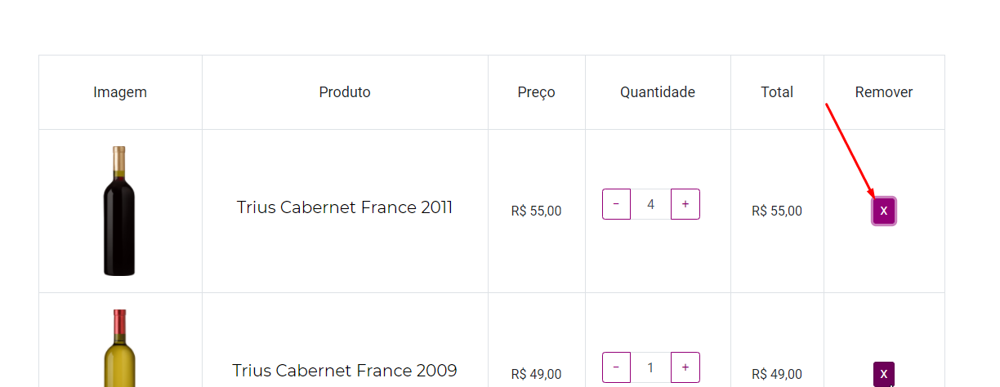 Imagem Produto Preço Quantidade Total Remover
Trius Cabernet France 2011 R$ 55,00 − 4 + R$ 55,00 X
Trius Cabernet France 2009 R$ 49,00 − 1 + R$ 49,00 X